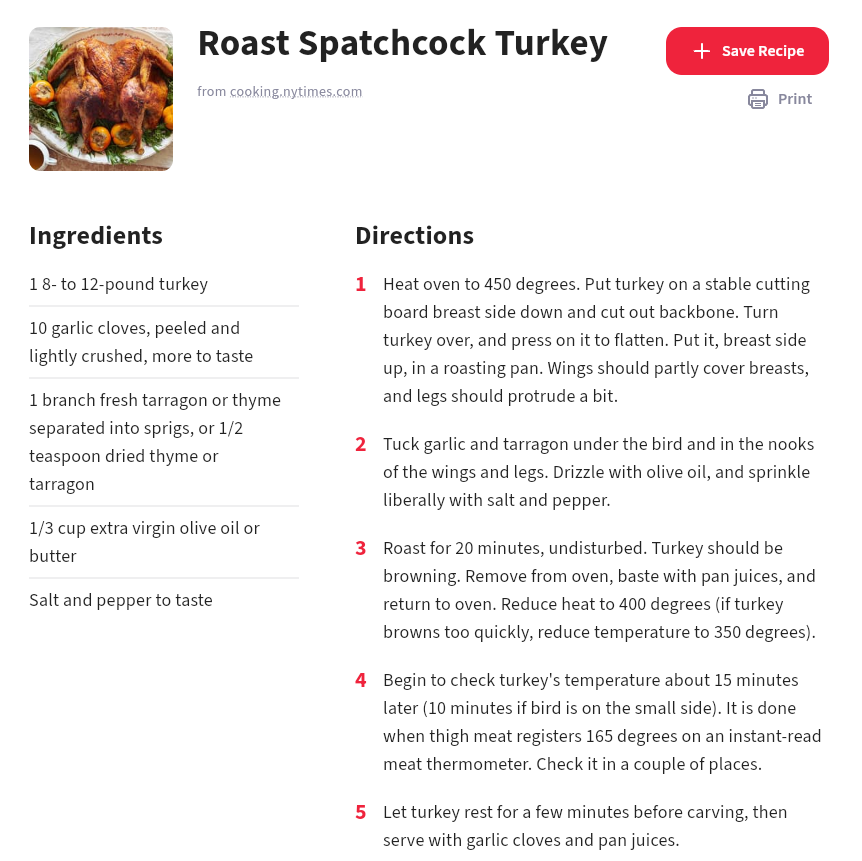 Roast Spatchcock Turkey
from cooking.nytimes.com
Save Recipe
Print
Ingredients
1 8- to 12-pound turkey
10 garlic cloves, peeled and
lightly crushed, more to taste
1 branch fresh tarragon or thyme
separated into sprigs, or 1/2
teaspoon dried thyme or
tarragon
1/3 cup extra virgin olive oil or
butter
Salt and pepper to taste
Directions
1 Heat oven to 450 degrees. Put turkey on a stable cutting
board breast side down and cut out backbone. Turn
turkey over, and press on it to flatten. Put it, breast side
up, in a roasting pan. Wings should partly cover breasts,
and legs should protrude a bit.
2 Tuck garlic and tarragon under the bird and in the nooks
of the wings and legs. Drizzle with olive oil, and sprinkle
liberally with salt and pepper.
3 Roast for 20 minutes, undisturbed. Turkey should be
browning. Remove from oven, baste with pan juices, and
return to oven. Reduce heat to 400 degrees (if turkey
browns too quickly, reduce temperature to 350 degrees).
4 Begin to check turkey's temperature about 15 minutes
later (10 minutes if bird is on the small side). It is done
when thigh meat registers 165 degrees on an instant-read
meat thermometer. Check it in a couple of places.
5 Let turkey rest for a few minutes before carving, then
serve with garlic cloves and pan juices.